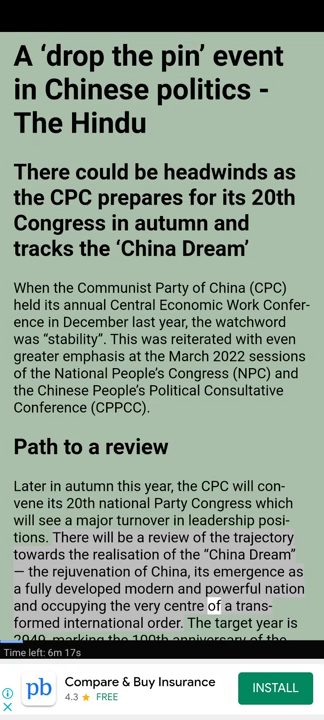 A ‘drop the pin’ event
in Chinese politics -
The Hindu
There could be headwinds as
the CPC prepares for its 20th
Congress in autumn and
tracks the ‘China Dream’
When the Communist Party of China (CPC)
held its annual Central Economic Work Confer-
ence in December last year, the watchword
was “stability”. This was reiterated with even
greater emphasis at the March 2022 sessions
of the National People’s Congress (NPC) and
the Chinese People’s Political Consultative
Conference (CPPCC).
Path to a review
Later in autumn this year, the CPC will con-
vene its 20th national Party Congress which
will see a major turnover in leadership posi-
tions. There will be a review of the trajectory
towards the realisation of the “China Dream”
— the rejuvenation of China, its emergence as
a fully developed modern and powerful nation
and occupying the very centre of a trans-
formed international order. The target year is
2049, marking the 100th anniversary of the
Time left: 6m 17s
pb
Compare & Buy Insurance
4.3 ★ FREE
INSTALL